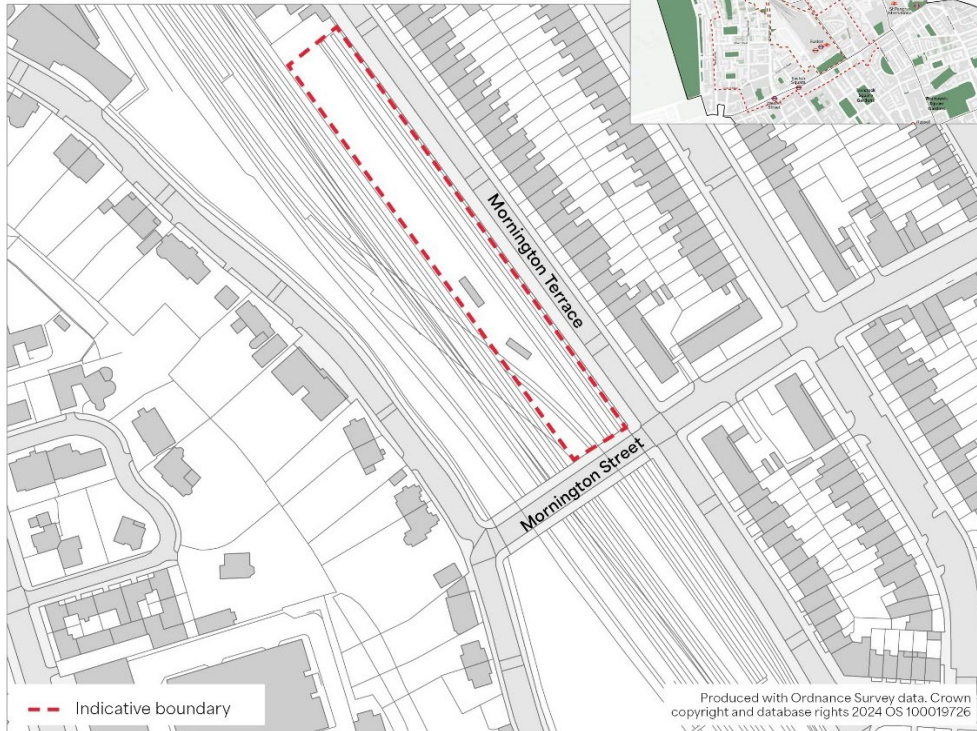 Euston
Mornington Terrace
Mornington Street
Indicative boundary
Produced with Ordnance Survey data. Crown
copyright and database rights 2024 OS 100019726